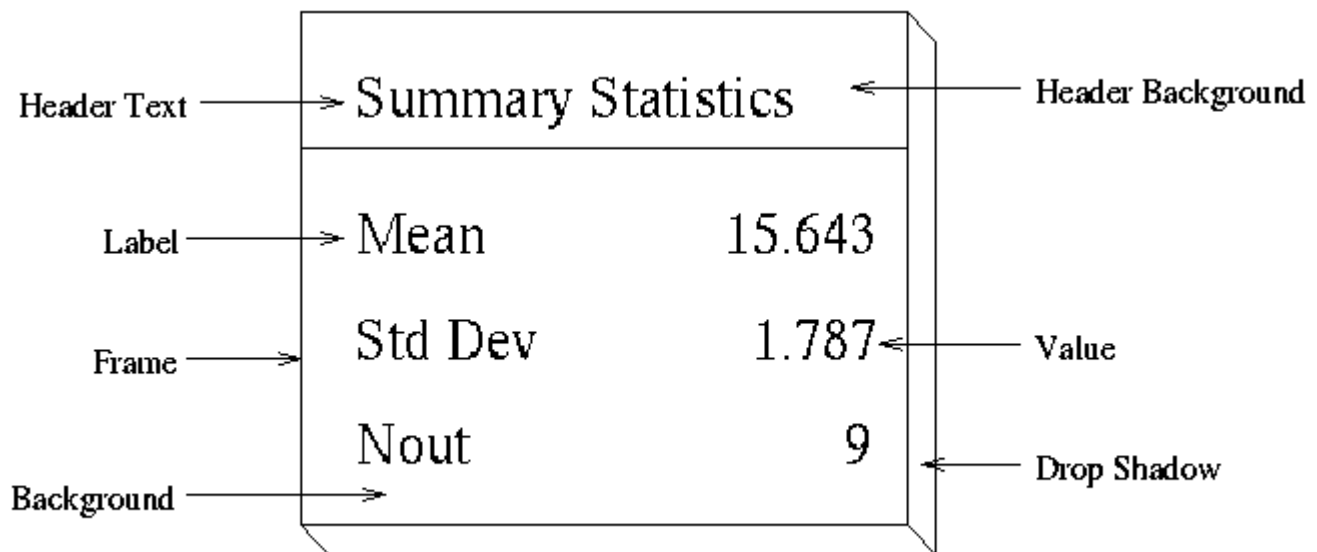 Header Text
Summary Statistics
Header Background
Label
Mean 15.643
Std Dev 1.787
Frame
Value
Nout 9
Drop Shadow
Background